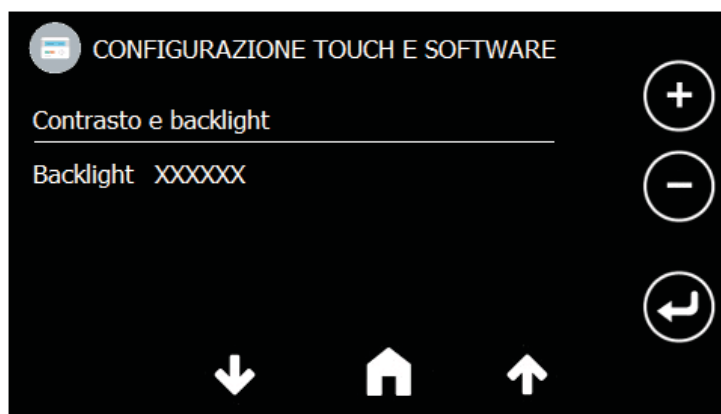 CONFIGURAZIONE TOUCH E SOFTWARE
Contrasto e backlight
Backlight XXXXXX